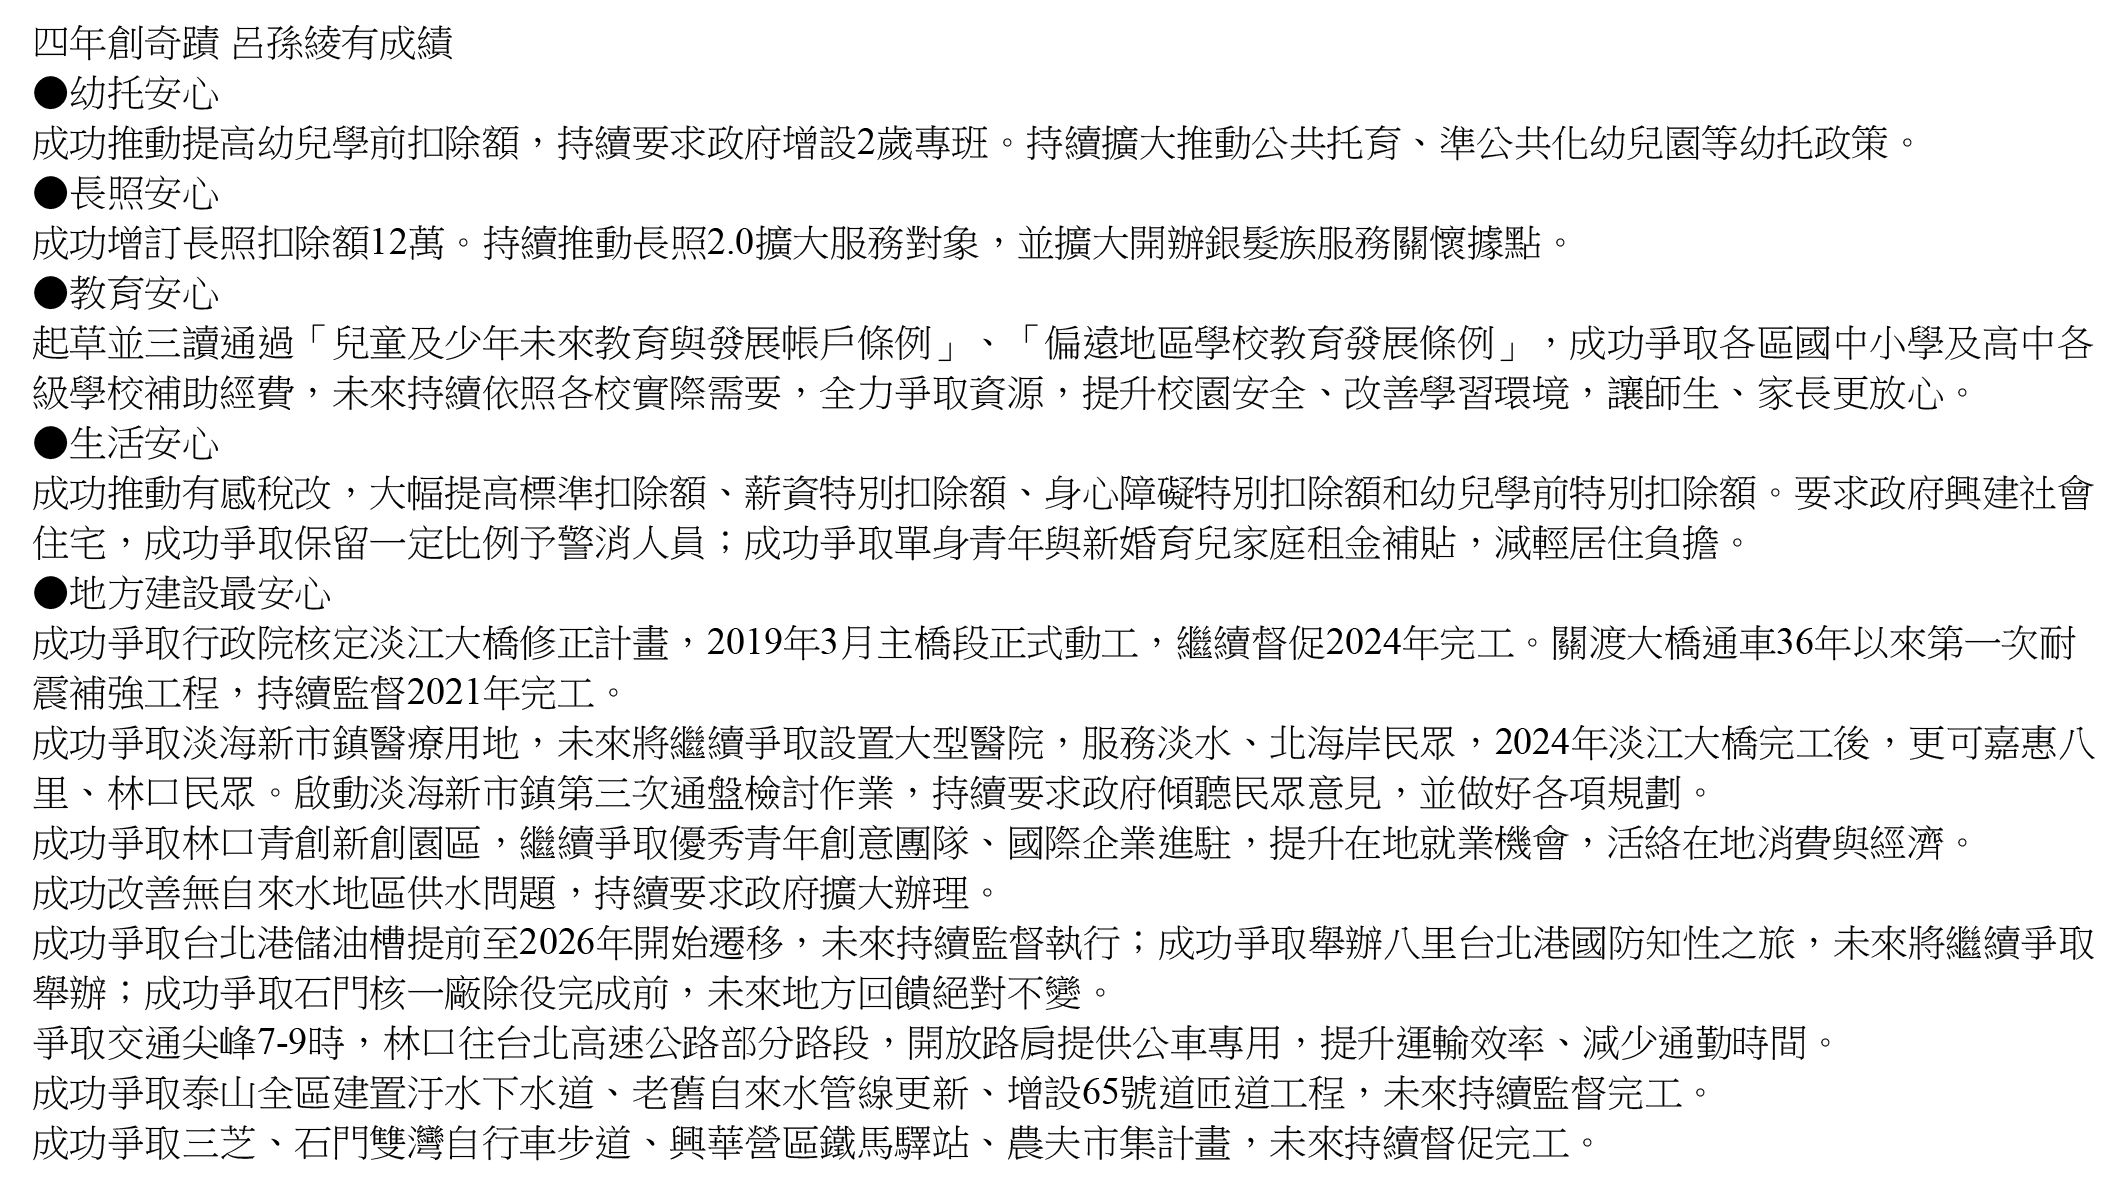 四年創奇蹟 呂孫綾有成績
●幼托安心
成功推動提高幼兒學前扣除額，持續要求政府增設2歲專班。持續擴大推動公共托育、準公共化幼兒園等幼托政策。
●長照安心
成功增訂長照扣除額12萬。持續推動長照2.0擴大服務對象，並擴大開辦銀髮族服務關懷據點。
●教育安心
起草並三讀通過「兒童及少年未來教育與發展帳戶條例」、「偏遠地區學校教育發展條例」，成功爭取各區國中小學及高中各
級學校補助經費，未來持續依照各校實際需要，全力爭取資源，提升校園安全、改善學習環境，讓師生、家長更放心。
●生活安心
成功推動有感稅改，大幅提高標準扣除額、薪資特別扣除額、身心障礙特別扣除額和幼兒學前特別扣除額。要求政府興建社會
住宅，成功爭取保留一定比例予警消人員；成功爭取單身青年與新婚育兒家庭租金補貼，減輕居住負擔。
●地方建設最安心
成功爭取行政院核定淡江大橋修正計畫，2019年3月主橋段正式動工，繼續督促2024年完工。關渡大橋通車36年以來第一次耐
震補強工程，持續監督2021年完工。
成功爭取淡海新市鎮醫療用地，未來將繼續爭取設置大型醫院，服務淡水、北海岸民眾，2024年淡江大橋完工後，更可嘉惠八
里、林口民眾。啟動淡海新市鎮第三次通盤檢討作業，持續要求政府傾聽民眾意見，並做好各項規劃。
成功爭取林口青創新創園區，繼續爭取優秀青年創意團隊、國際企業進駐，提升在地就業機會，活絡在地消費與經濟。
成功改善無自來水地區供水問題，持續要求政府擴大辦理。
成功爭取台北港儲油槽提前至2026年開始遷移，未來持續監督執行；成功爭取舉辦八里台北港國防知性之旅，未來將繼續爭取
舉辦；成功爭取石門核一廠除役完成前，未來地方回饋絕對不變。
爭取交通尖峰7-9時，林口往台北高速公路部分路段，開放路肩提供公車專用，提升運輸效率、減少通勤時間。
成功爭取泰山全區建置汙水下水道、老舊自來水管線更新、增設65號道匝道工程，未來持續監督完工。
成功爭取三芝、石門雙灣自行車步道、興華營區鐵馬驛站、農夫市集計畫，未來持續督促完工。